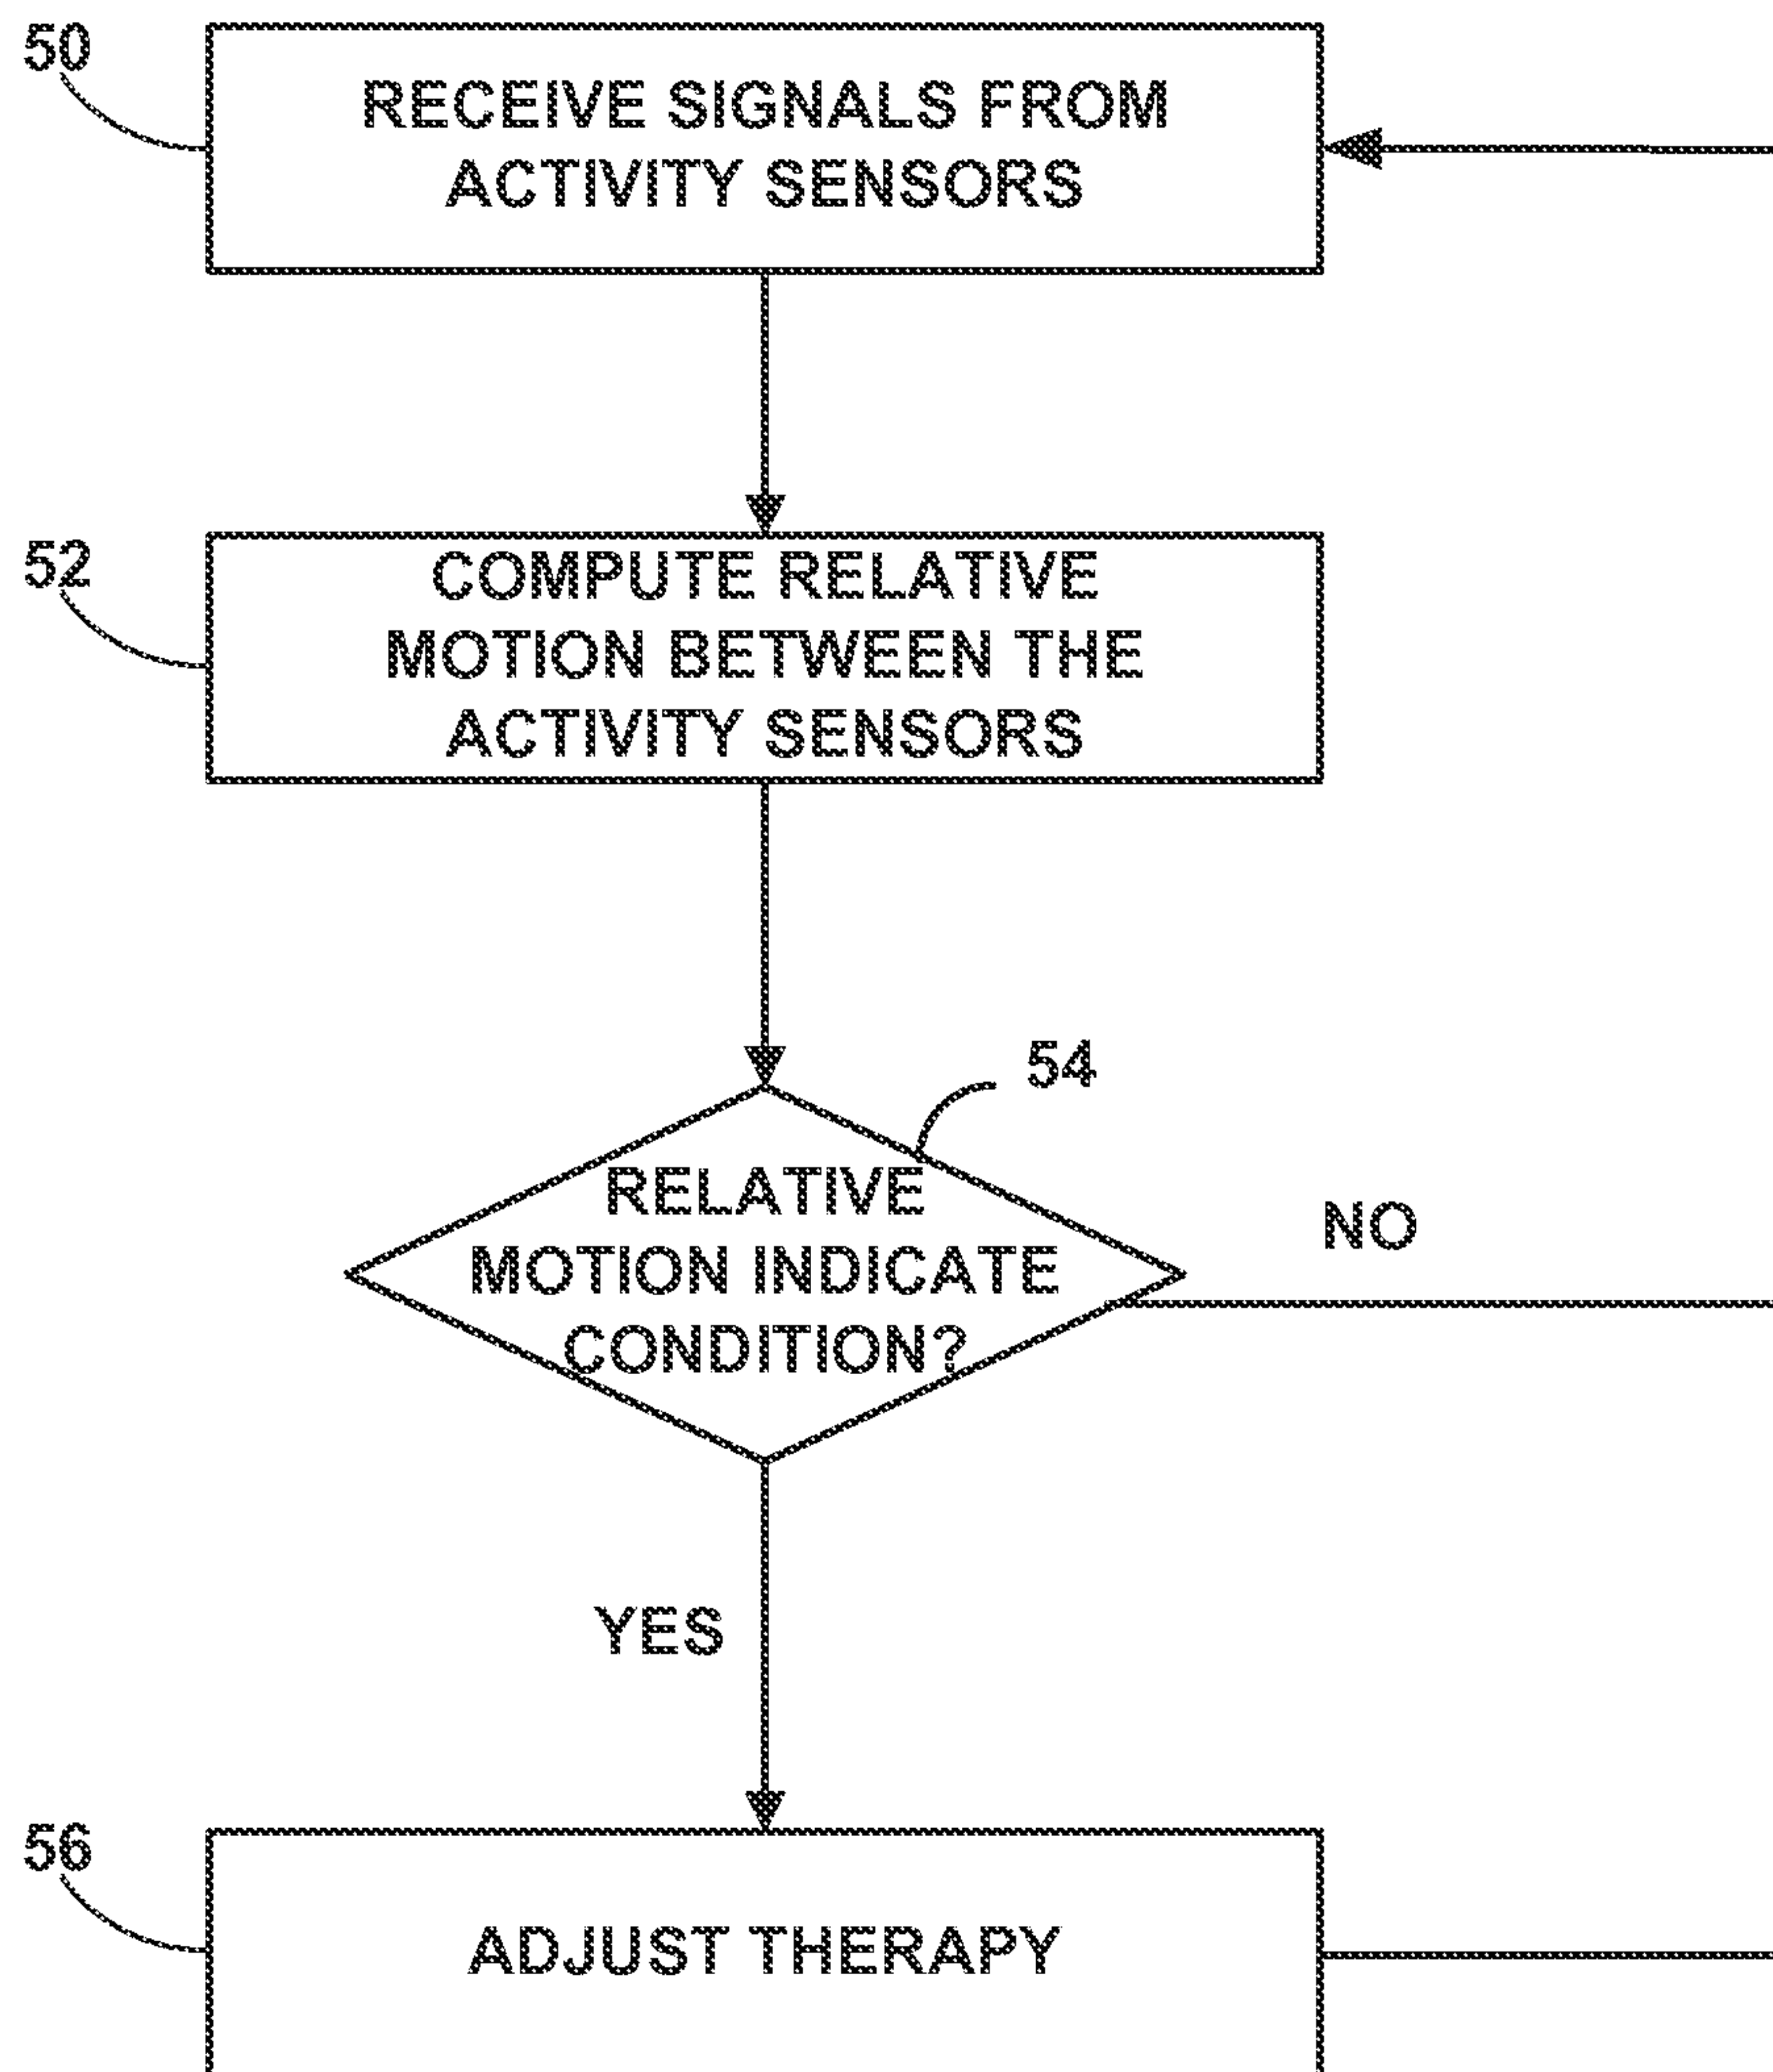 50
RECEIVE SIGNALS FROM
ACTIVITY SENSORS
52
COMPUTE RELATIVE
MOTION BETWEEN THE
ACTIVITY SENSORS
54
RELATIVE
MOTION INDICATE
CONDITION?
NO
YES
56
ADJUST THERAPY